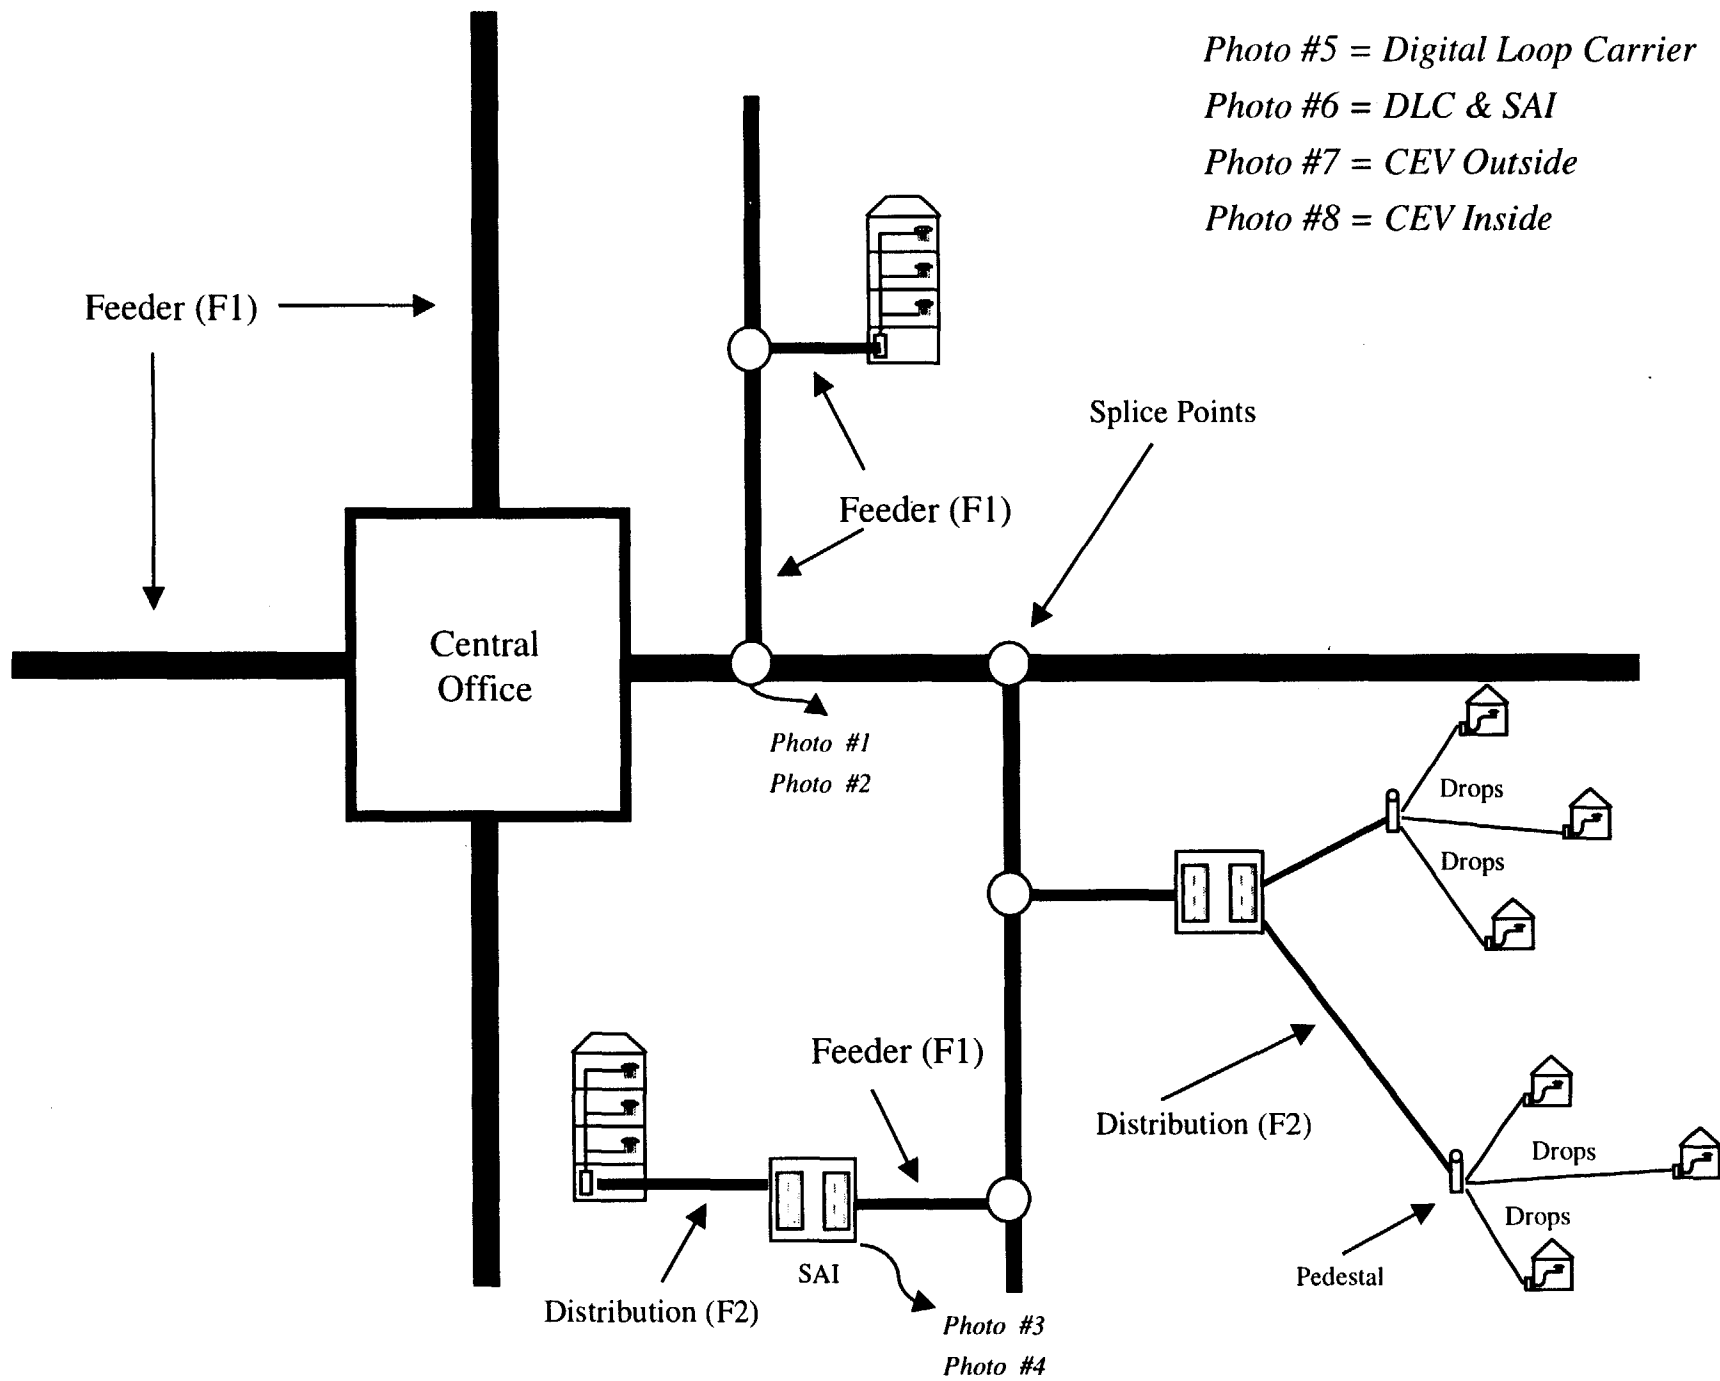 Photo #5 = Digital Loop Carrier
Photo #6 = DLC & SAI
Photo #7 = CEV Outside
Photo #8 = CEV Inside
Feeder (F1)
Splice Points
Feeder (F1)
Central
Office
Photo #1
Photo #2
Drops
Drops
Feeder (F1)
Distribution (F2)
Drops
Drops
SAI
Pedestal
Distribution (F2)
Photo #3
Photo #4